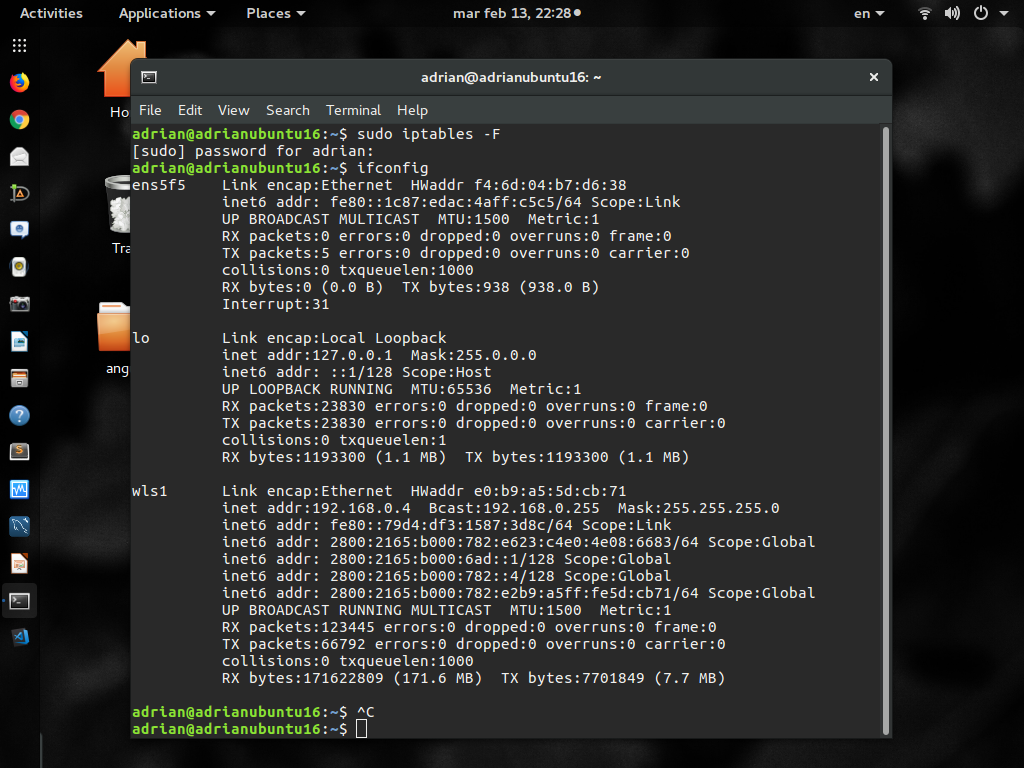 Activities Applications Places mar feb 13, 22:28 en
Ho
Tra
ang
adrian@adrianubuntu16: ~
File Edit View Search Terminal Help
adrian@adrianubuntu16:~$ sudo iptables -F
[sudo] password for adrian:
adrian@adrianubuntu16:~$ ifconfig
ens5f5    Link encap:Ethernet  HWaddr f4:6d:04:b7:d6:38
          inet6 addr: fe80::1c87:edac:4aff:c5c5/64 Scope:Link
          UP BROADCAST MULTICAST  MTU:1500  Metric:1
          RX packets:0 errors:0 dropped:0 overruns:0 frame:0
          TX packets:5 errors:0 dropped:0 overruns:0 carrier:0
          collisions:0 txqueuelen:1000
          RX bytes:0 (0.0 B)  TX bytes:938 (938.0 B)
          Interrupt:31
lo        Link encap:Local Loopback
          inet addr:127.0.0.1  Mask:255.0.0.0
          inet6 addr: ::1/128 Scope:Host
          UP LOOPBACK RUNNING  MTU:65536  Metric:1
          RX packets:23830 errors:0 dropped:0 overruns:0 frame:0
          TX packets:23830 errors:0 dropped:0 overruns:0 carrier:0
          collisions:0 txqueuelen:1
          RX bytes:1193300 (1.1 MB)  TX bytes:1193300 (1.1 MB)
wls1      Link encap:Ethernet  HWaddr e0:b9:a5:5d:cb:71
          inet addr:192.168.0.4  Bcast:192.168.0.255  Mask:255.255.255.0
          inet6 addr: fe80::79d4:df3:1587:3d8c/64 Scope:Link
          inet6 addr: 2800:2165:b000:782:e623:c4e0:4e08:6683/64 Scope:Global
          inet6 addr: 2800:2165:b000:6ad::1/128 Scope:Global
          inet6 addr: 2800:2165:b000:782::4/128 Scope:Global
          inet6 addr: 2800:2165:b000:782:e2b9:a5ff:fe5d:cb71/64 Scope:Global
          UP BROADCAST RUNNING MULTICAST  MTU:1500  Metric:1
          RX packets:123445 errors:0 dropped:0 overruns:0 frame:0
          TX packets:66792 errors:0 dropped:0 overruns:0 carrier:0
          collisions:0 txqueuelen:1000
          RX bytes:171622809 (171.6 MB)  TX bytes:7701849 (7.7 MB)
adrian@adrianubuntu16:~$ ^C
adrian@adrianubuntu16:~$